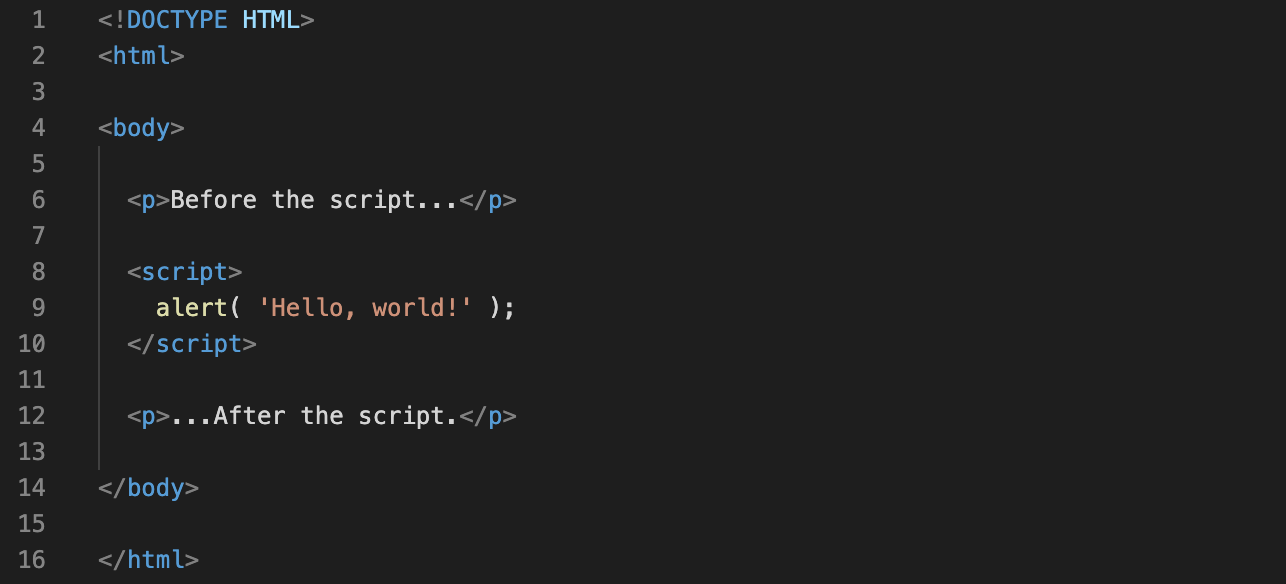 1 <!DOCTYPE HTML>
2 <html>
3
4 <body>
5
6 <p>Before the script...</p>
7
8 <script>
9 alert( 'Hello, world!' );
10 </script>
11
12 <p>...After the script.</p>
13
14 </body>
15
16 </html>